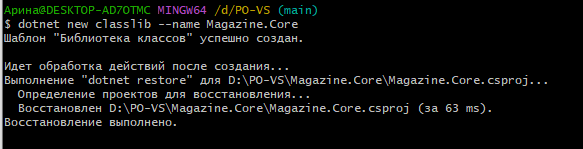 Арина@DESKTOP-AD7OTMC MINGW64 /d/PO-VS (main)
$ dotnet new classlib --name Magazine.Core
Шаблон "Библиотека классов" успешно создан.
Идет обработка действий после создания...
Выполнение "dotnet restore" для D:\PO-VS\Magazine.Core\Magazine.Core.csproj...
Определение проектов для восстановления...
Восстановлен D:\PO-VS\Magazine.Core\Magazine.Core.csproj (за 63 ms).
Восстановление выполнено.